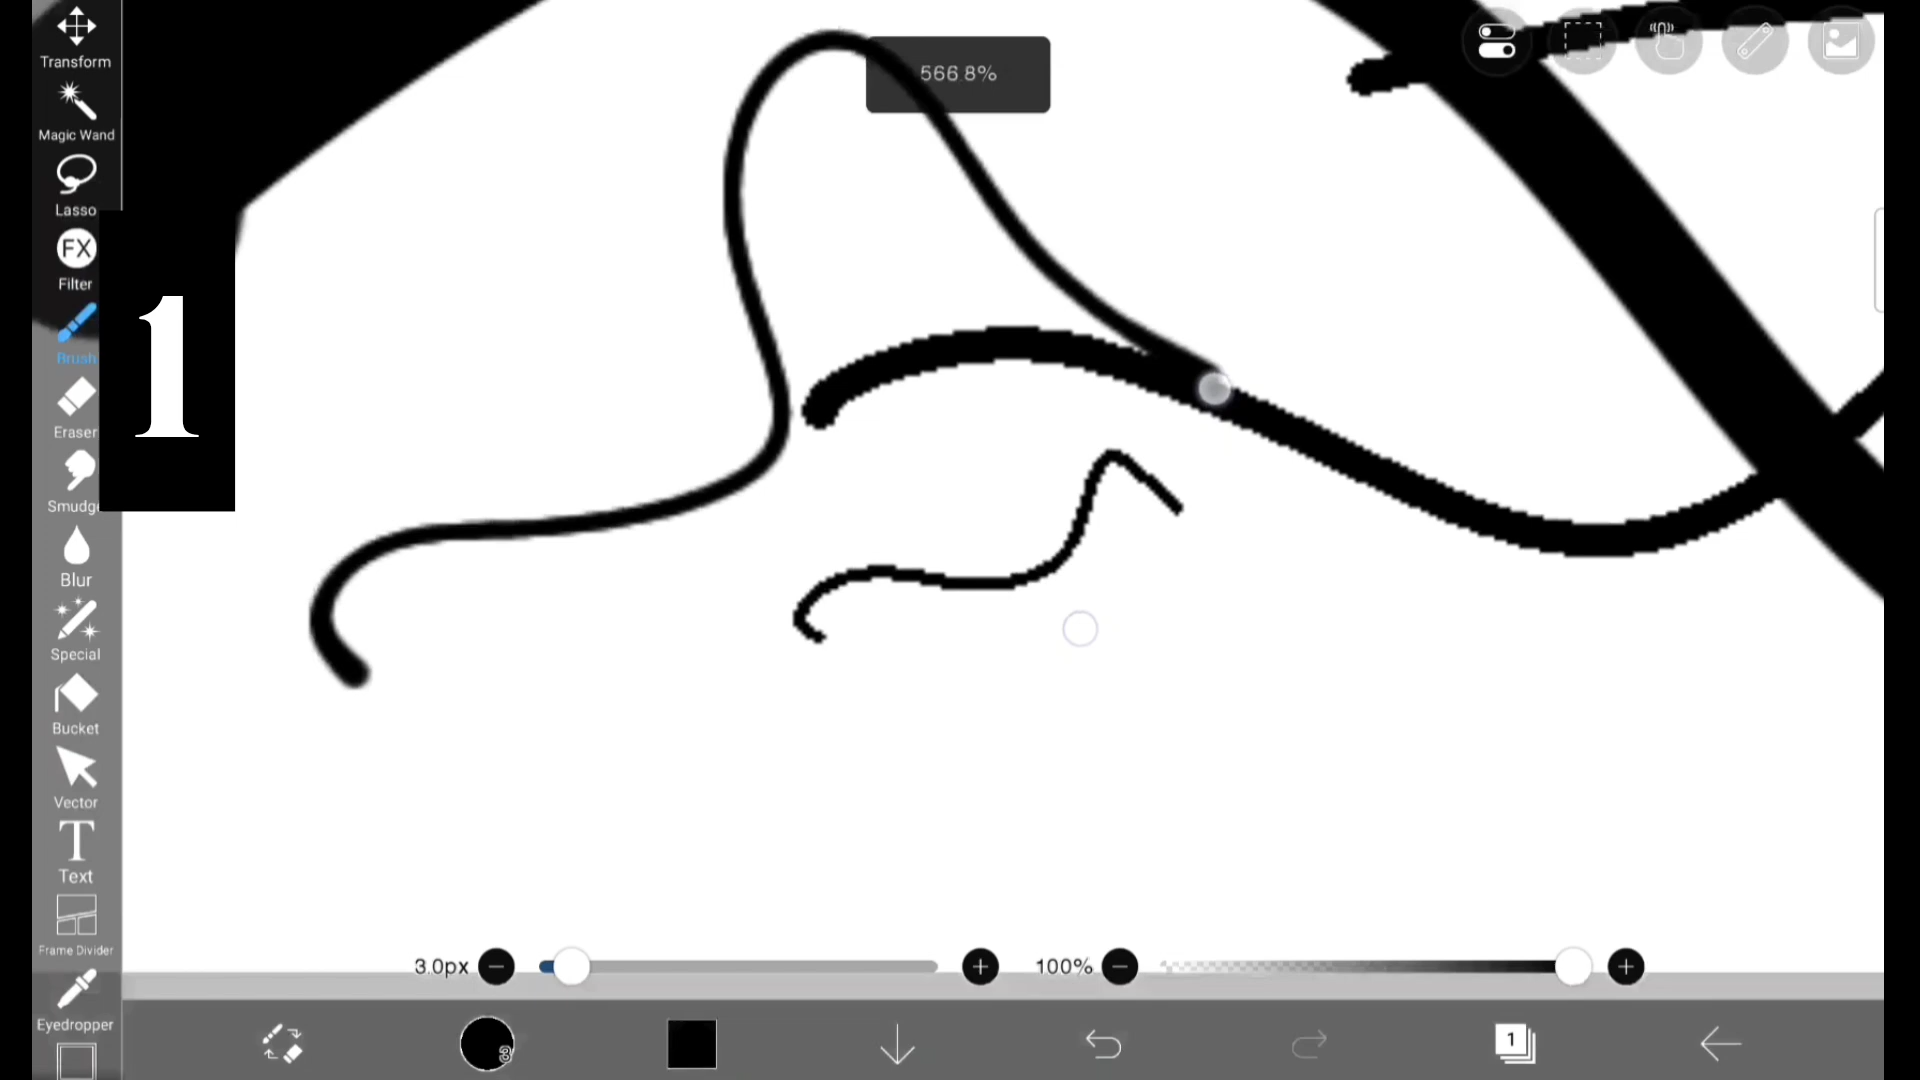 Transform
Magic Wand
Lasso
FX
Filter
Brush
Eraser
Smudge
Blur
Special
Bucket
Vector
T
Text
Frame Divider
Eyedropper
1
566 8%
3.0px
100%
3
1